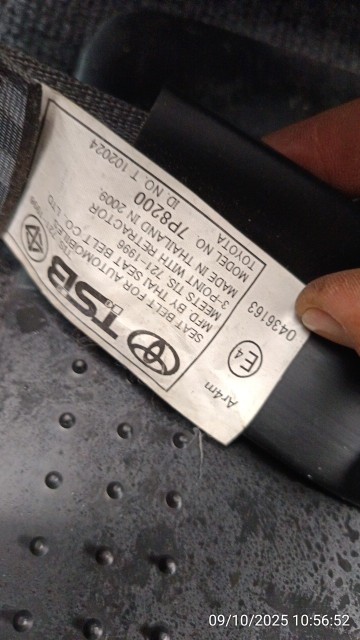 TSB
SEAT BELT FOR AUTOMOBILES
MFD BY THAI SEAT BELT CO., LTD.
MEETS TIS 721-1996
3-POINT WITH RETRACTOR
MADE IN THAILAND IN 2009.
MODEL NO. 7P8200
TOYOTA ID. NO. T 102024
E4
0436163
Ar4m
09/10/2025 10:56:52